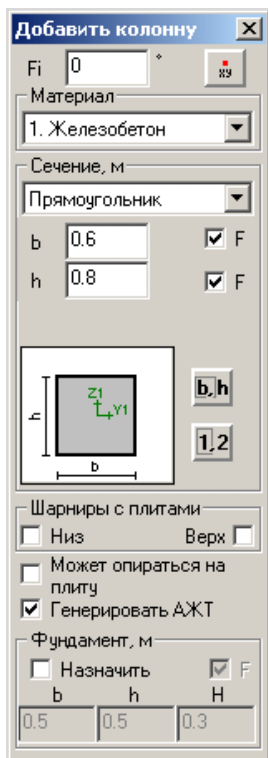 Добавить колонну
Fi 0 °
xy
Материал
1. Железобетон
Сечение, м
Прямоугольник
b 0.6 F
h 0.8 F
Z1
Y1
h
b
b,h
1,2
Шарниры с плитами
Низ Верх
Может опираться на
плиту
Генерировать АЖТ
Фундамент, м
Назначить F
b h H
0.5 0.5 0.3